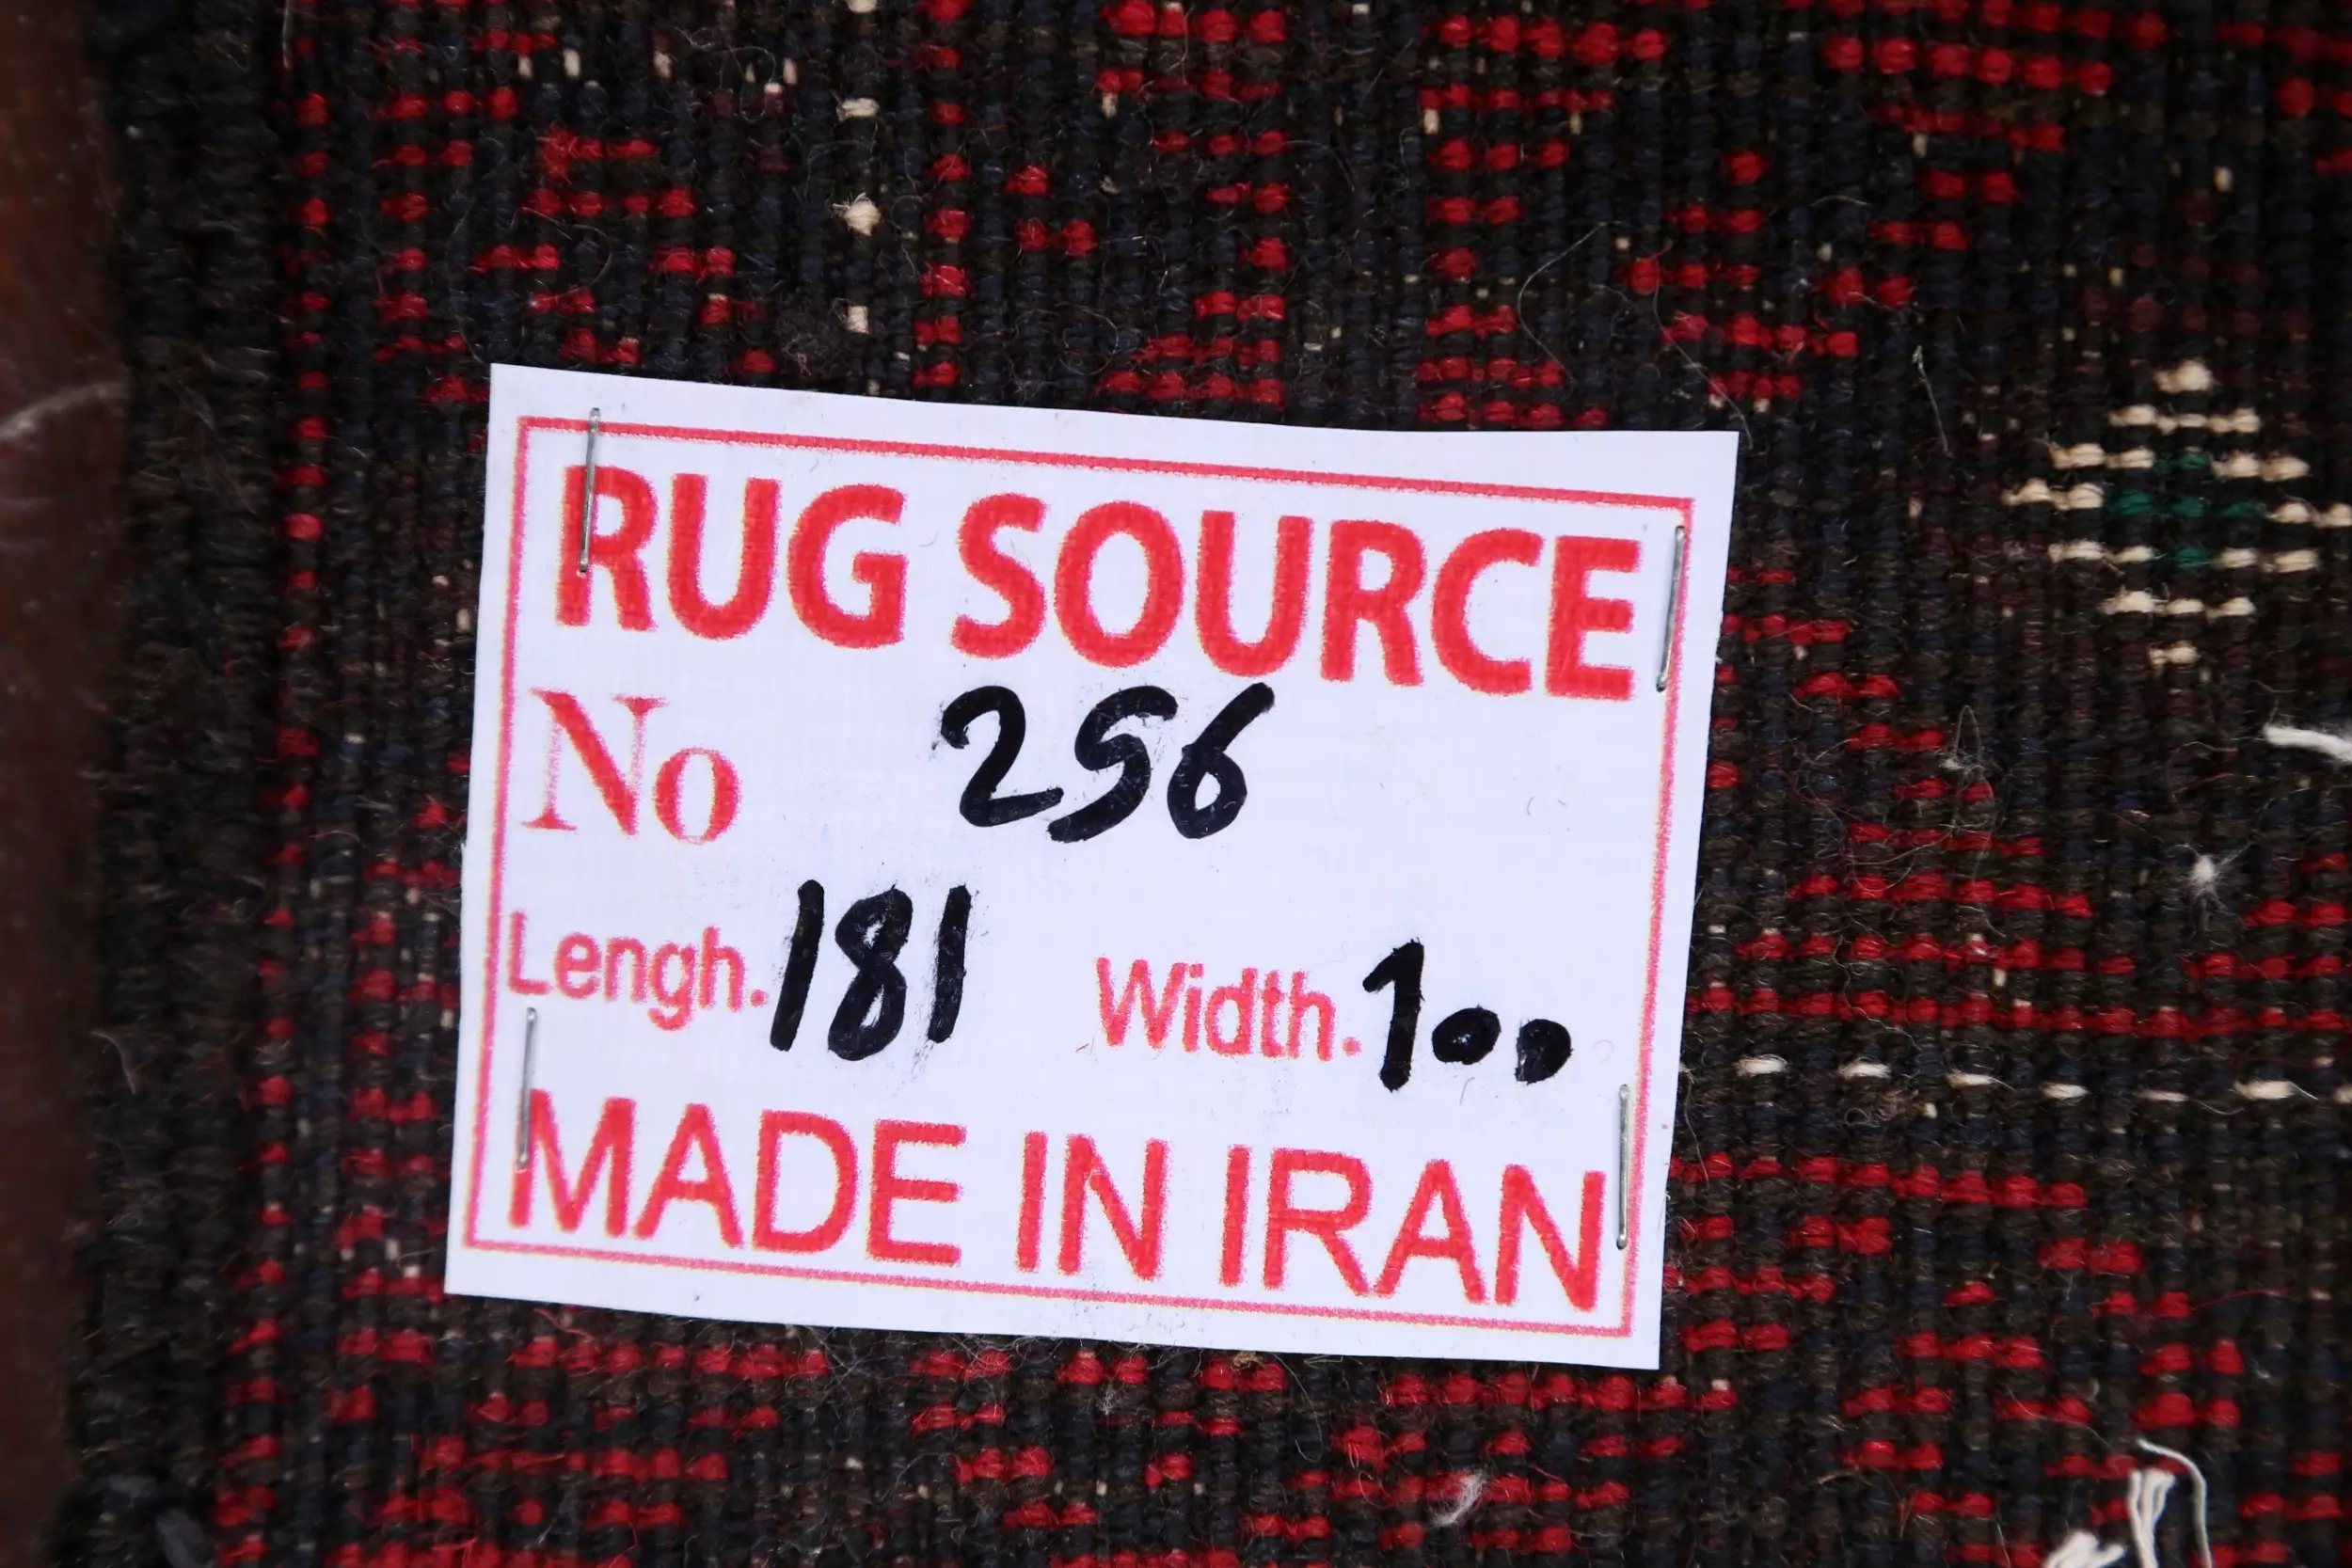 RUG SOURCE
No 256
Lengh. 181 Width. 100
MADE IN IRAN